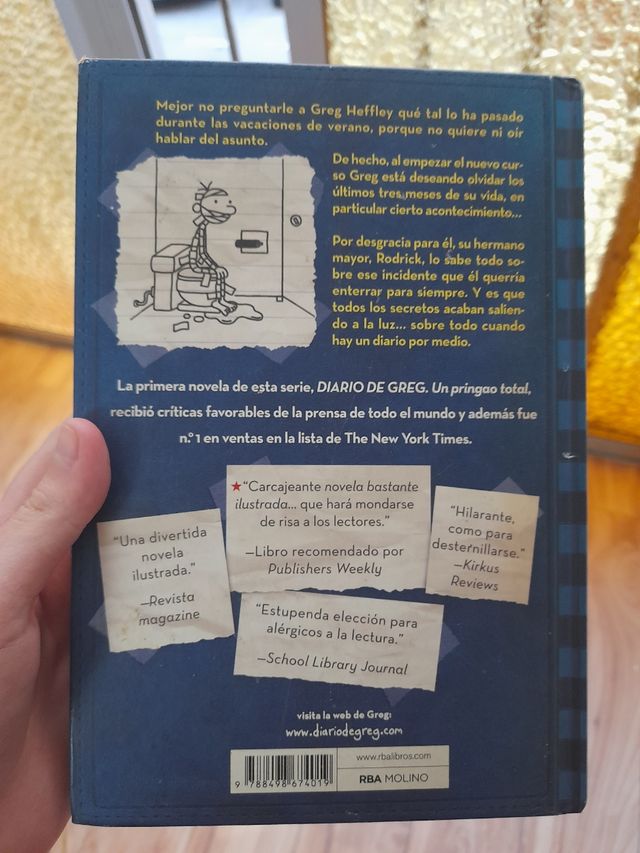 Mejor no preguntarle a Greg Heffley qué tal lo ha pasado
durante las vacaciones de verano, porque no quiere ni oír
hablar del asunto.
De hecho, al empezar el nuevo cur-
so Greg está deseando olvidar los
últimos tres meses de su vida, en
particular cierto acontecimiento...
Por desgracia para él, su hermano
mayor, Rodrick, lo sabe todo so-
bre ese incidente que él querría
enterrar para siempre. Y es que
todos los secretos acaban salien-
do a la luz... sobre todo cuando
hay un diario por medio.
La primera novela de esta serie, DIARIO DE GREG. Un pringao total,
recibió críticas favorables de la prensa de todo el mundo y además fue
n.º 1 en ventas en la lista de The New York Times.
★“Carcajeante novela bastante
ilustrada... que hará mondarse
de risa a los lectores.”
—Libro recomendado por
Publishers Weekly
“Hilarante,
como para
desternillarse.”
—Kirkus
Reviews
“Una divertida
novela
ilustrada.”
—Revista
magazine
“Estupenda elección para
alérgicos a la lectura.”
—School Library Journal
visita la web de Greg:
www.diariodegreg.com
www.rbalibros.com
RBA MOLINO
9 788498 674019